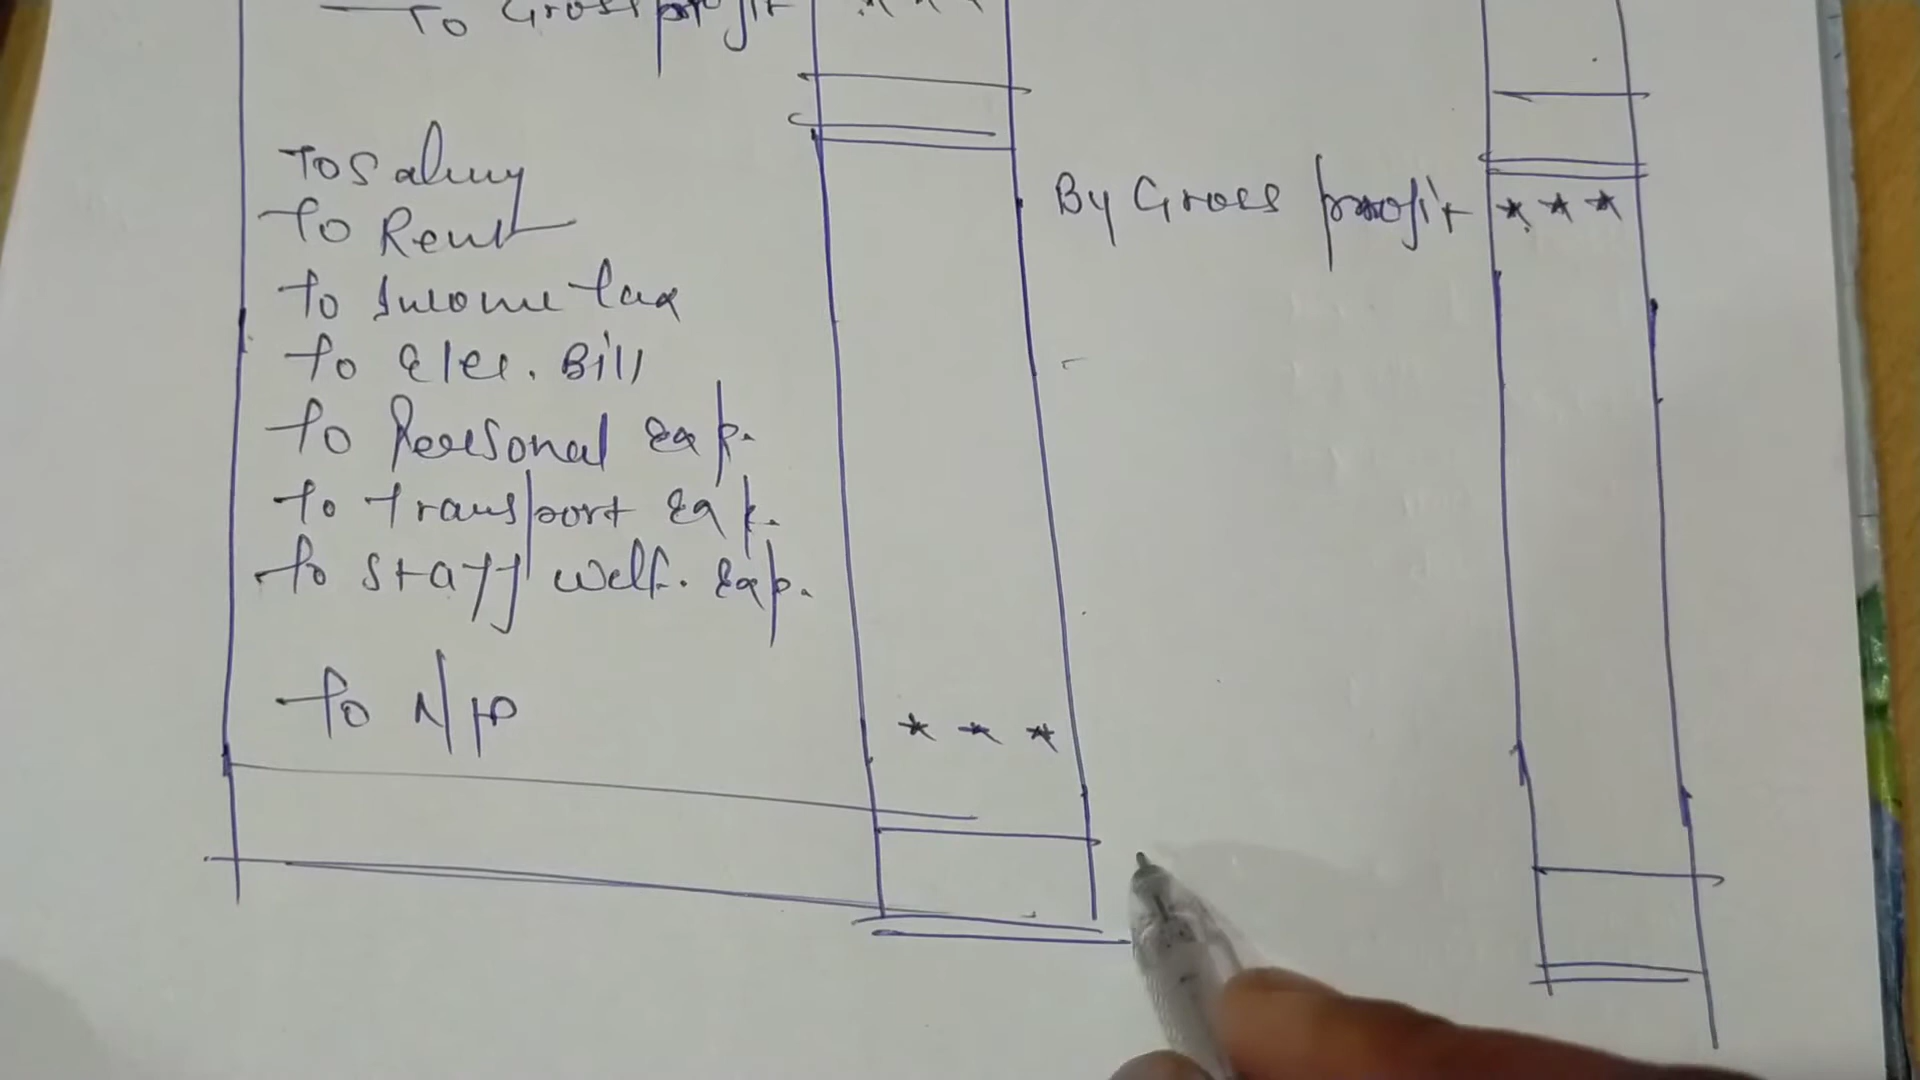 To Gross profit * * *
To Salary
By Gross profit * * *
To Rent
To Income tax
To Elec. Bill
To Personal Exp.
To transport Exp.
To Staff Welf. Exp.
To N/P * * *